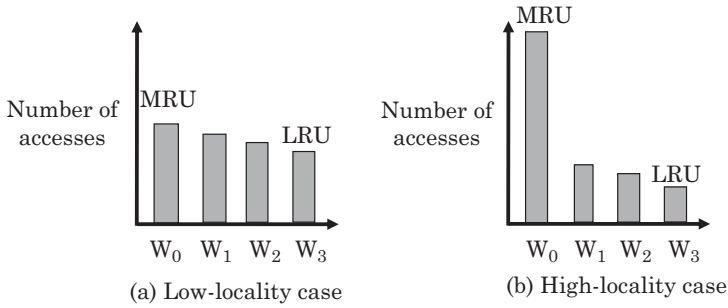 MRU
Number of
accesses
MRU
LRU
W₀ W₁ W₂ W₃
(a) Low-locality case
Number of
accesses
LRU
W₀ W₁ W₂ W₃
(b) High-locality case